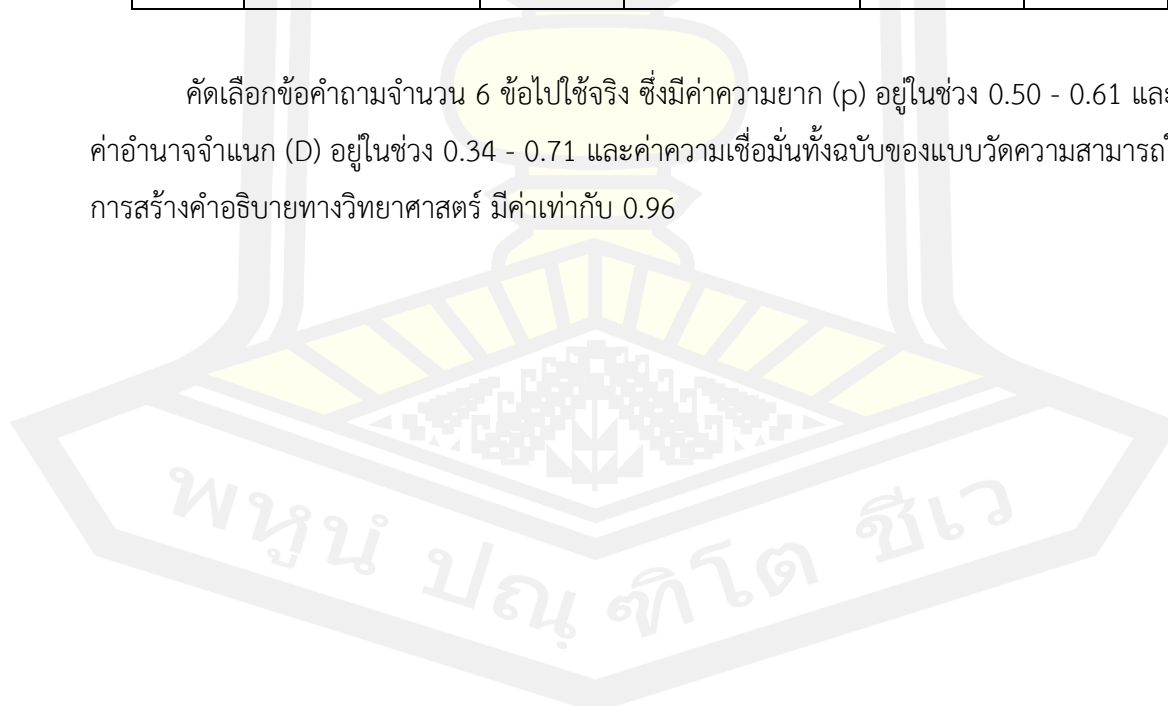 คัดเลือกข้อคำถามจำนวน 6 ข้อไปใช้จริง ซึ่งมีค่าความยาก (p) อยู่ในช่วง 0.50 - 0.61 และ
ค่าอำนาจจำแนก (D) อยู่ในช่วง 0.34 - 0.71 และค่าความเชื่อมั่นทั้งฉบับของแบบวัดความสามารถใ
การสร้างคำอธิบายทางวิทยาศาสตร์ มีค่าเท่ากับ 0.96
พหูนํ ปณฺฑิโต ชีเว